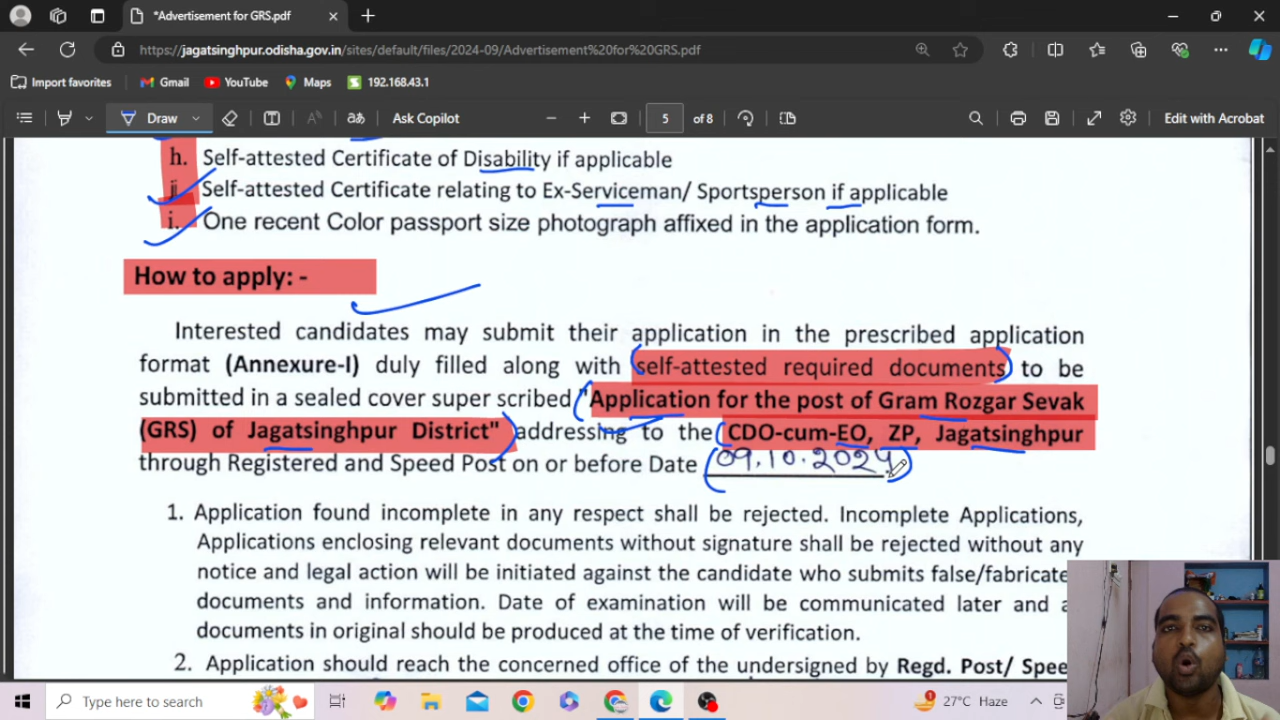 *Advertisement for GRS.pdf
https://jagatsinghpur.odisha.gov.in/sites/default/files/2024-09/Advertisement%20for%20GRS.pdf
Import favorites Gmail YouTube Maps 192.168.43.1
Draw Ask Copilot 5 of 8 Edit with Acrobat
h. Self-attested Certificate of Disability if applicable
j. Self-attested Certificate relating to Ex-Serviceman/ Sportsperson if applicable
i. One recent Color passport size photograph affixed in the application form.
How to apply: -
Interested candidates may submit their application in the prescribed application
format (Annexure-I) duly filled along with self-attested required documents to be
submitted in a sealed cover super scribed "Application for the post of Gram Rozgar Sevak
(GRS) of Jagatsinghpur District" addressing to the CDO-cum-EO, ZP, Jagatsinghpur
through Registered and Speed Post on or before Date 09.10.2024
1. Application found incomplete in any respect shall be rejected. Incomplete Applications,
Applications enclosing relevant documents without signature shall be rejected without any
notice and legal action will be initiated against the candidate who submits false/fabricate
documents and information. Date of examination will be communicated later and a
documents in original should be produced at the time of verification.
2. Application should reach the concerned office of the undersigned by Regd. Post/ Spee
Type here to search 27°C Haze